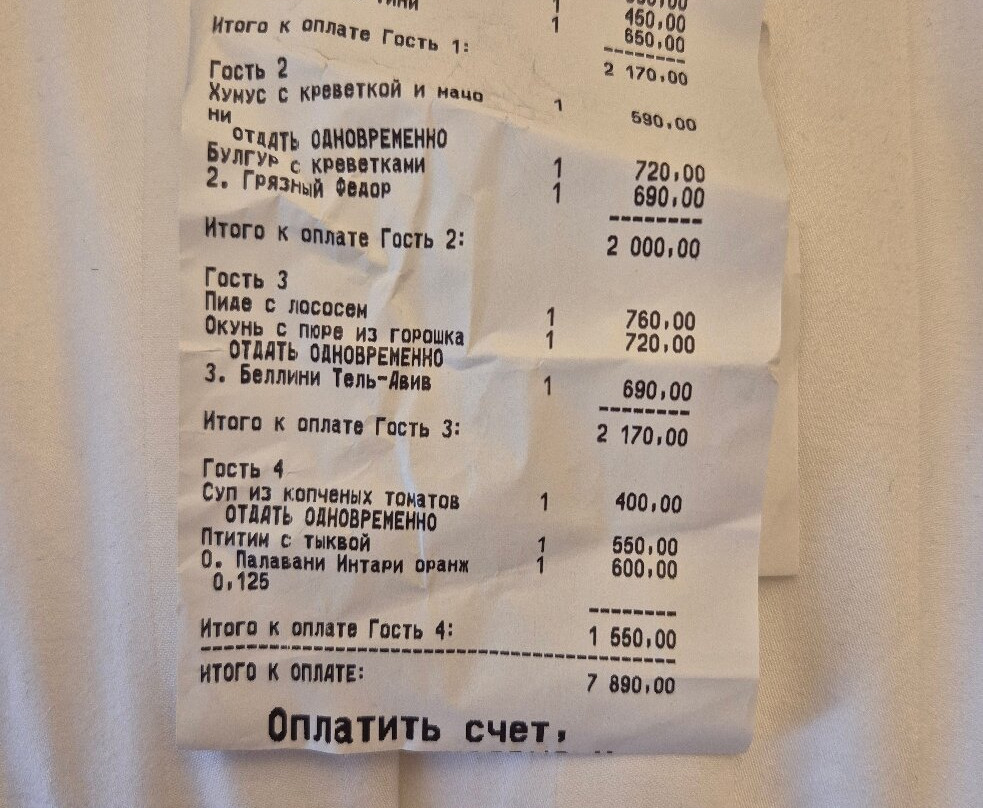 1
1 460,00
650,00
Итого к оплате Гость 1:
--------
2 170,00
Гость 2
Хумус с креветкой и мацо 1 590,00
ни
ОТДАТЬ ОДНОВРЕМЕННО
Булгур с креветками 1 720,00
2. Грязный Федор 1 690,00
--------
Итого к оплате Гость 2: 2 000,00
Гость 3
Пиде с лососем 1 760,00
Окунь с пюре из горошка 1 720,00
ОТДАТЬ ОДНОВРЕМЕННО
3. Беллини Тель-Авив 1 690,00
--------
Итого к оплате Гость 3: 2 170,00
Гость 4
Суп из копченых томатов 1 400,00
ОТДАТЬ ОДНОВРЕМЕННО
Птитим с тыквой 1 550,00
0. Палавани Интари оранж 1 600,00
0,125
--------
Итого к оплате Гость 4: 1 550,00
ИТОГО К ОПЛАТЕ: 7 890,00
Оплатить счет,